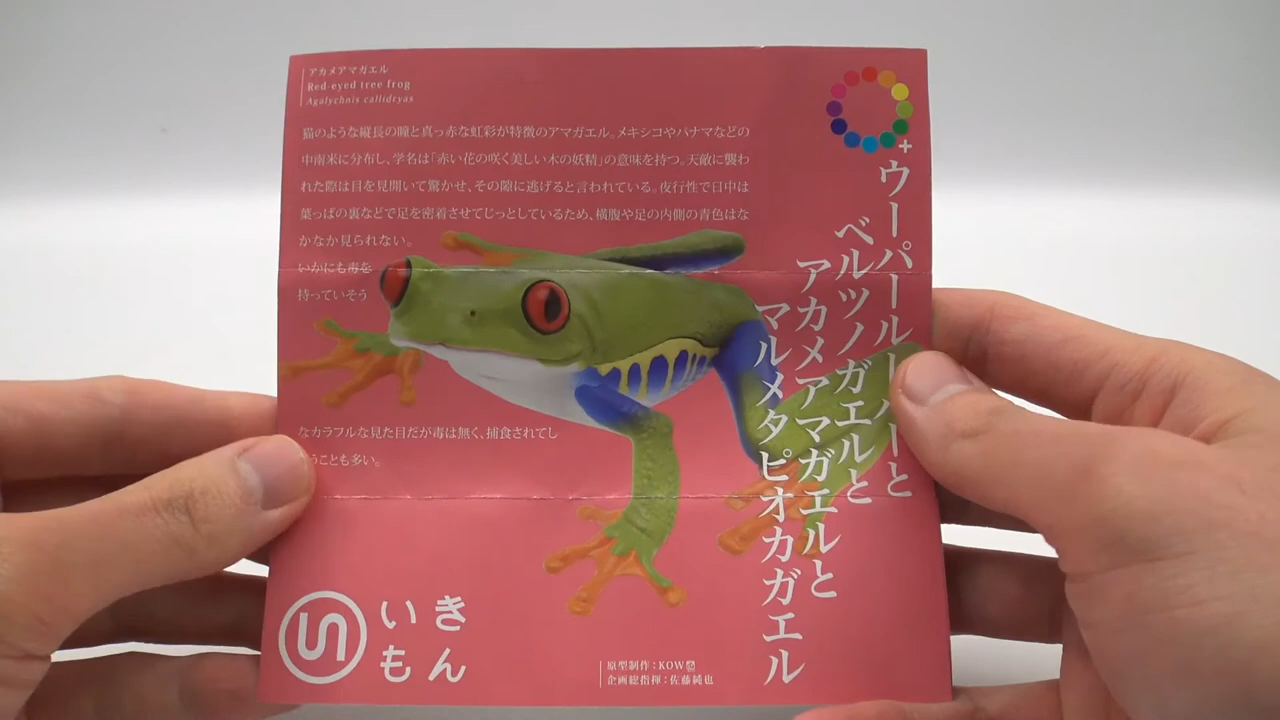 アカメアマガエル
Red-eyed tree frog
Agalychnis callidryas
猫のような縦長の瞳と真っ赤な虹彩が特徴のアマガエル。メキシコやパナマなどの
中南米に分布し、学名は「赤い花の咲く美しい木の妖精」の意味を持つ。天敵に襲わ
れた際は目を見開いて驚かせ、その隙に逃げると言われている。夜行性で日中は
葉っぱの裏などで足を密着させてじっとしているため、横腹や足の内側の青色はな
かなか見られない。
いかにも毒を
持っていそう
なカラフルな見た目だが毒は無く、捕食されてし
うことも多い。
+
ウーパールーパーと
ベルツノガエルと
アカメアマガエルと
マルメタピオカガエル
いきもん
原型制作:KOW
企画総指揮:佐藤純也